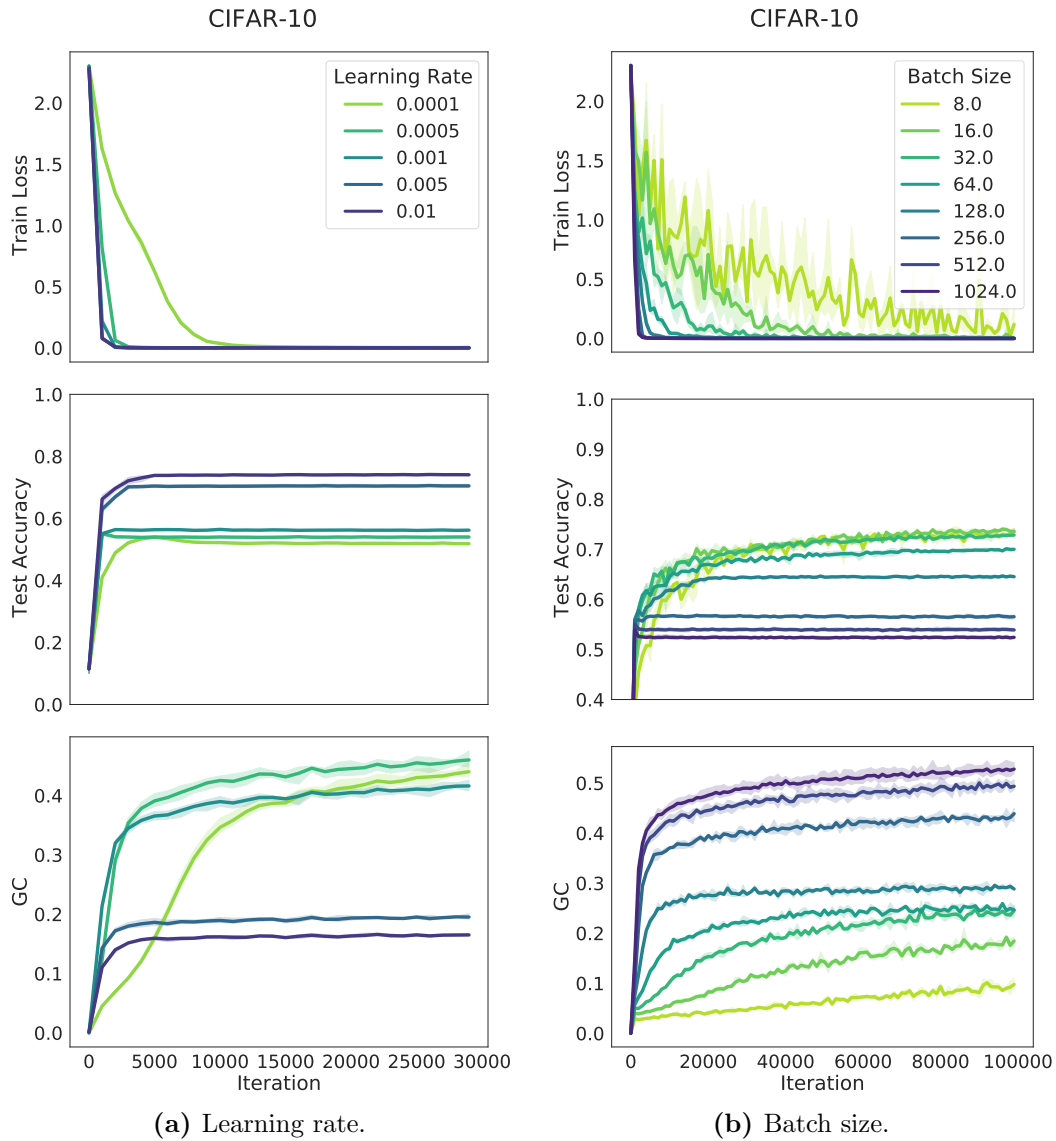 CIFAR-10
Train Loss
2.0
1.5
1.0
0.5
0.0
Learning Rate
0.0001
0.0005
0.001
0.005
0.01
Test Accuracy
1.0
0.8
0.6
0.4
0.2
0.0
GC
0.4
0.3
0.2
0.1
0.0
0 5000 10000 15000 20000 25000 30000
Iteration
(a) Learning rate.
CIFAR-10
Train Loss
2.0
1.5
1.0
0.5
0.0
Batch Size
8.0
16.0
32.0
64.0
128.0
256.0
512.0
1024.0
Test Accuracy
1.0
0.9
0.8
0.7
0.6
0.5
0.4
GC
0.5
0.4
0.3
0.2
0.1
0.0
0 20000 40000 60000 80000 100000
Iteration
(b) Batch size.